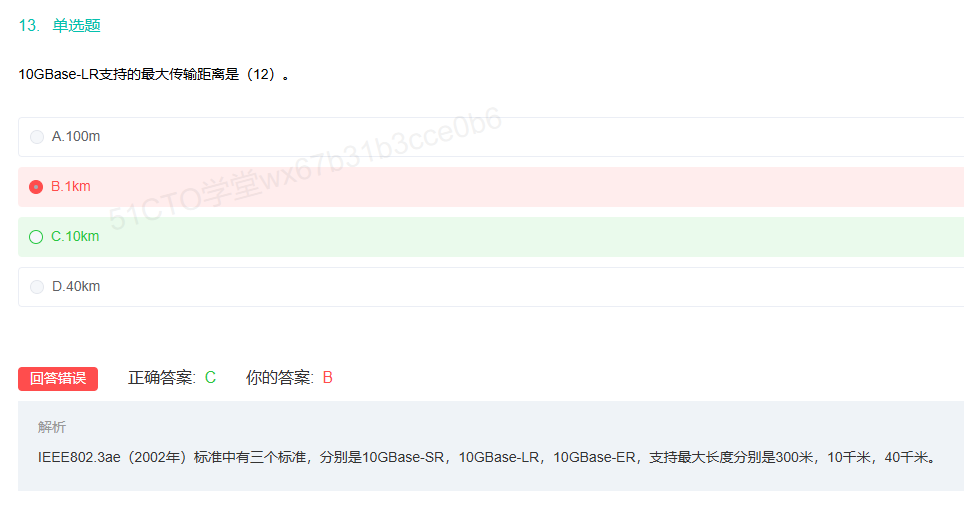 13. 单选题
10GBase-LR支持的最大传输距离是（12）。
A.100m
B.1km
C.10km
D.40km
51CTO学堂wx67b31b3cce0b6
回答错误 正确答案: C 你的答案: B
解析
IEEE802.3ae（2002年）标准中有三个标准，分别是10GBase-SR，10GBase-LR，10GBase-ER，支持最大长度分别是300米，10千米，40千米。